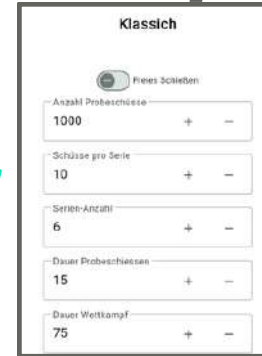 Klassich
Freies Schießen
Anzahl Probeschüsse
1000 + −
Schüsse pro Serie
10 + −
Serien-Anzahl
6 + −
Dauer Probeschiessen
15 + −
Dauer Wettkampf
75 + −